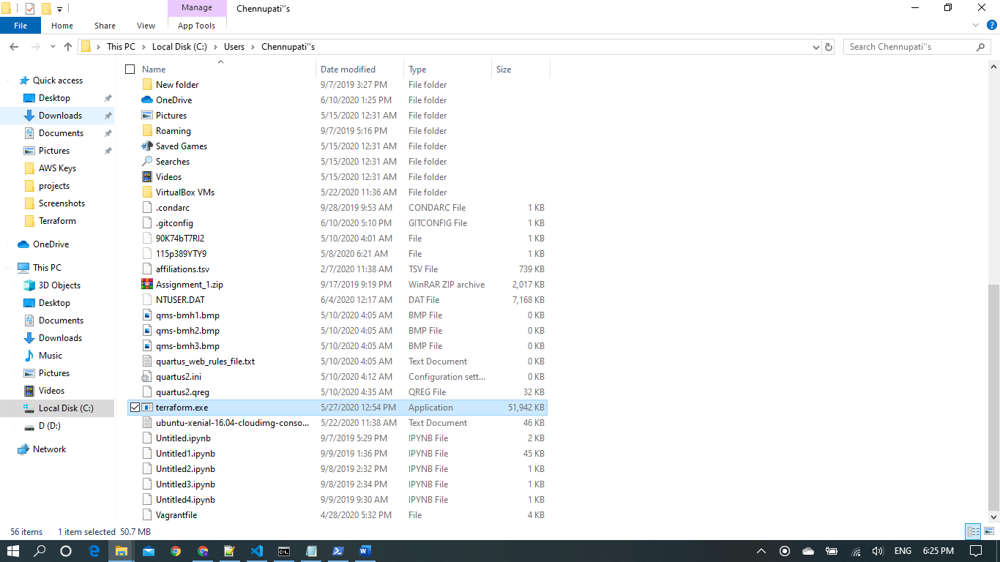 Manage
Chennupati''s
File
Home
Share
View
App Tools
This PC
Local Disk (C:)
Users
Chennupati''s
Search Chennupati''s
Quick access
Desktop
Downloads
Documents
Pictures
AWS Keys
projects
Screenshots
Terraform
OneDrive
This PC
3D Objects
Desktop
Documents
Downloads
Music
Pictures
Videos
Local Disk (C:)
D (D:)
Network
Name Date modified Type Size
New folder 9/7/2019 3:27 PM File folder
OneDrive 6/10/2020 1:25 PM File folder
Pictures 5/15/2020 12:31 AM File folder
Roaming 9/7/2019 5:16 PM File folder
Saved Games 5/15/2020 12:31 AM File folder
Searches 5/15/2020 12:31 AM File folder
Videos 5/15/2020 12:31 AM File folder
VirtualBox VMs 5/22/2020 11:36 AM File folder
.condarc 9/28/2019 9:53 AM CONDARC File 1 KB
.gitconfig 6/10/2020 5:10 PM GITCONFIG File 1 KB
90K74bT7RI2 5/10/2020 4:01 AM File 1 KB
115p389YTY9 5/8/2020 6:21 AM File 1 KB
affiliations.tsv 2/7/2020 11:38 AM TSV File 739 KB
Assignment_1.zip 9/17/2019 9:19 PM WinRAR ZIP archive 2,017 KB
NTUSER.DAT 6/4/2020 12:17 AM DAT File 7,168 KB
qms-bmh1.bmp 5/10/2020 4:05 AM BMP File 0 KB
qms-bmh2.bmp 5/10/2020 4:05 AM BMP File 0 KB
qms-bmh3.bmp 5/10/2020 4:05 AM BMP File 0 KB
quartus_web_rules_file.txt 5/10/2020 4:05 AM Text Document 0 KB
quartus2.ini 5/10/2020 4:12 AM Configuration sett... 0 KB
quartus2.qreg 5/10/2020 4:35 AM QREG File 32 KB
terraform.exe 5/27/2020 12:54 PM Application 51,942 KB
ubuntu-xenial-16.04-cloudimg-conso... 5/22/2020 11:38 AM Text Document 46 KB
Untitled.ipynb 9/7/2019 5:29 PM IPYNB File 2 KB
Untitled1.ipynb 9/9/2019 1:36 PM IPYNB File 45 KB
Untitled2.ipynb 9/8/2019 2:32 PM IPYNB File 1 KB
Untitled3.ipynb 9/8/2019 2:34 PM IPYNB File 1 KB
Untitled4.ipynb 9/9/2019 9:30 AM IPYNB File 1 KB
Vagrantfile 4/28/2020 5:32 PM File 4 KB
56 items 1 item selected 50.7 MB
ENG 6:25 PM